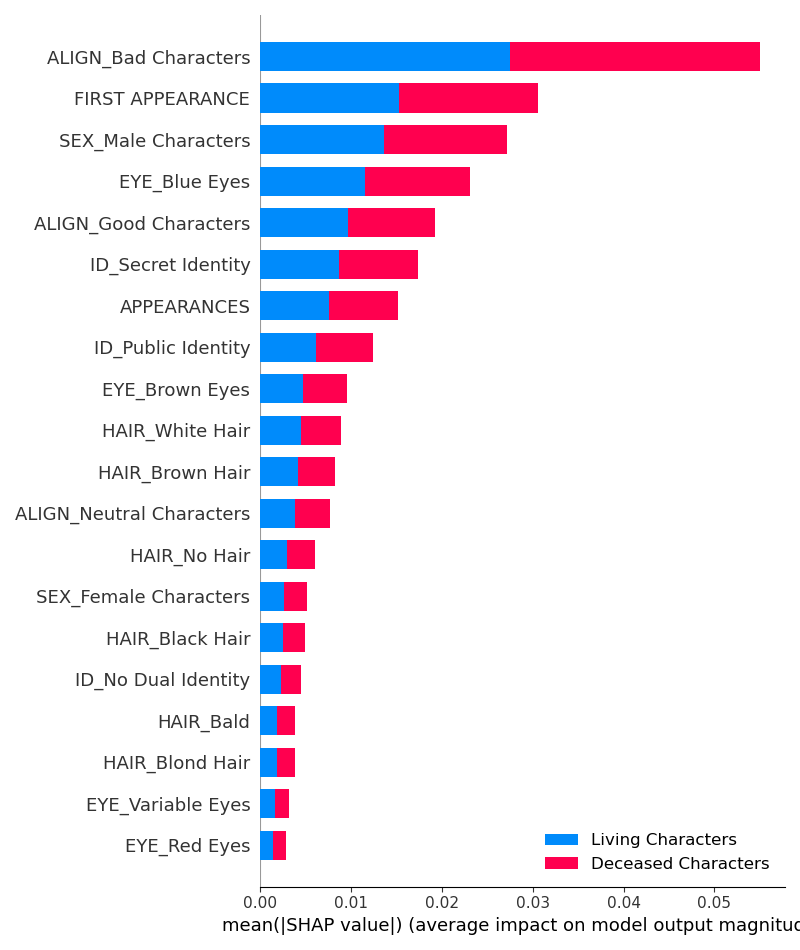 ALIGN_Bad Characters
FIRST APPEARANCE
SEX_Male Characters
EYE_Blue Eyes
ALIGN_Good Characters
ID_Secret Identity
APPEARANCES
ID_Public Identity
EYE_Brown Eyes
HAIR_White Hair
HAIR_Brown Hair
ALIGN_Neutral Characters
HAIR_No Hair
SEX_Female Characters
HAIR_Black Hair
ID_No Dual Identity
HAIR_Bald
HAIR_Blond Hair
EYE_Variable Eyes
EYE_Red Eyes
Living Characters
Deceased Characters
0.00 0.01 0.02 0.03 0.04 0.05
mean(|SHAP value|) (average impact on model output magnitud